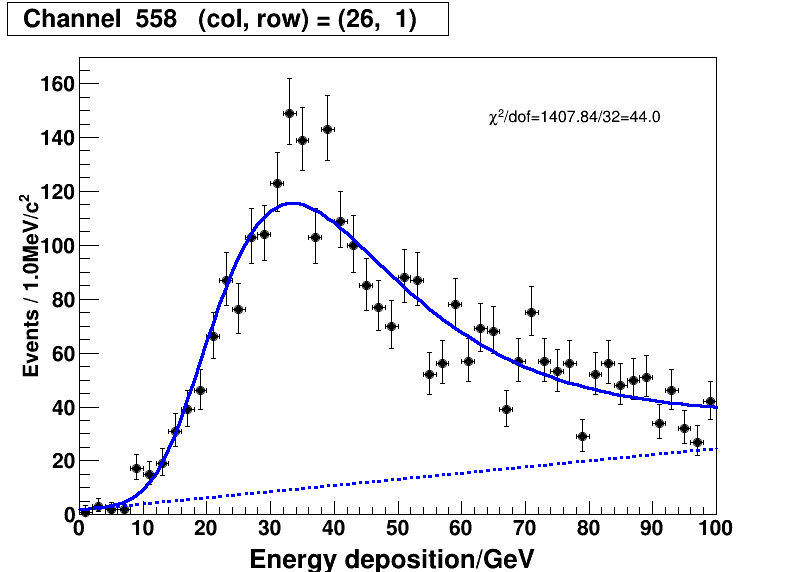 Channel 558 (col, row) = (26, 1)
χ²/dof=1407.84/32=44.0
Events / 1.0MeV/c²
160
140
120
100
80
60
40
20
0
0 10 20 30 40 50 60 70 80 90 100
Energy deposition/GeV